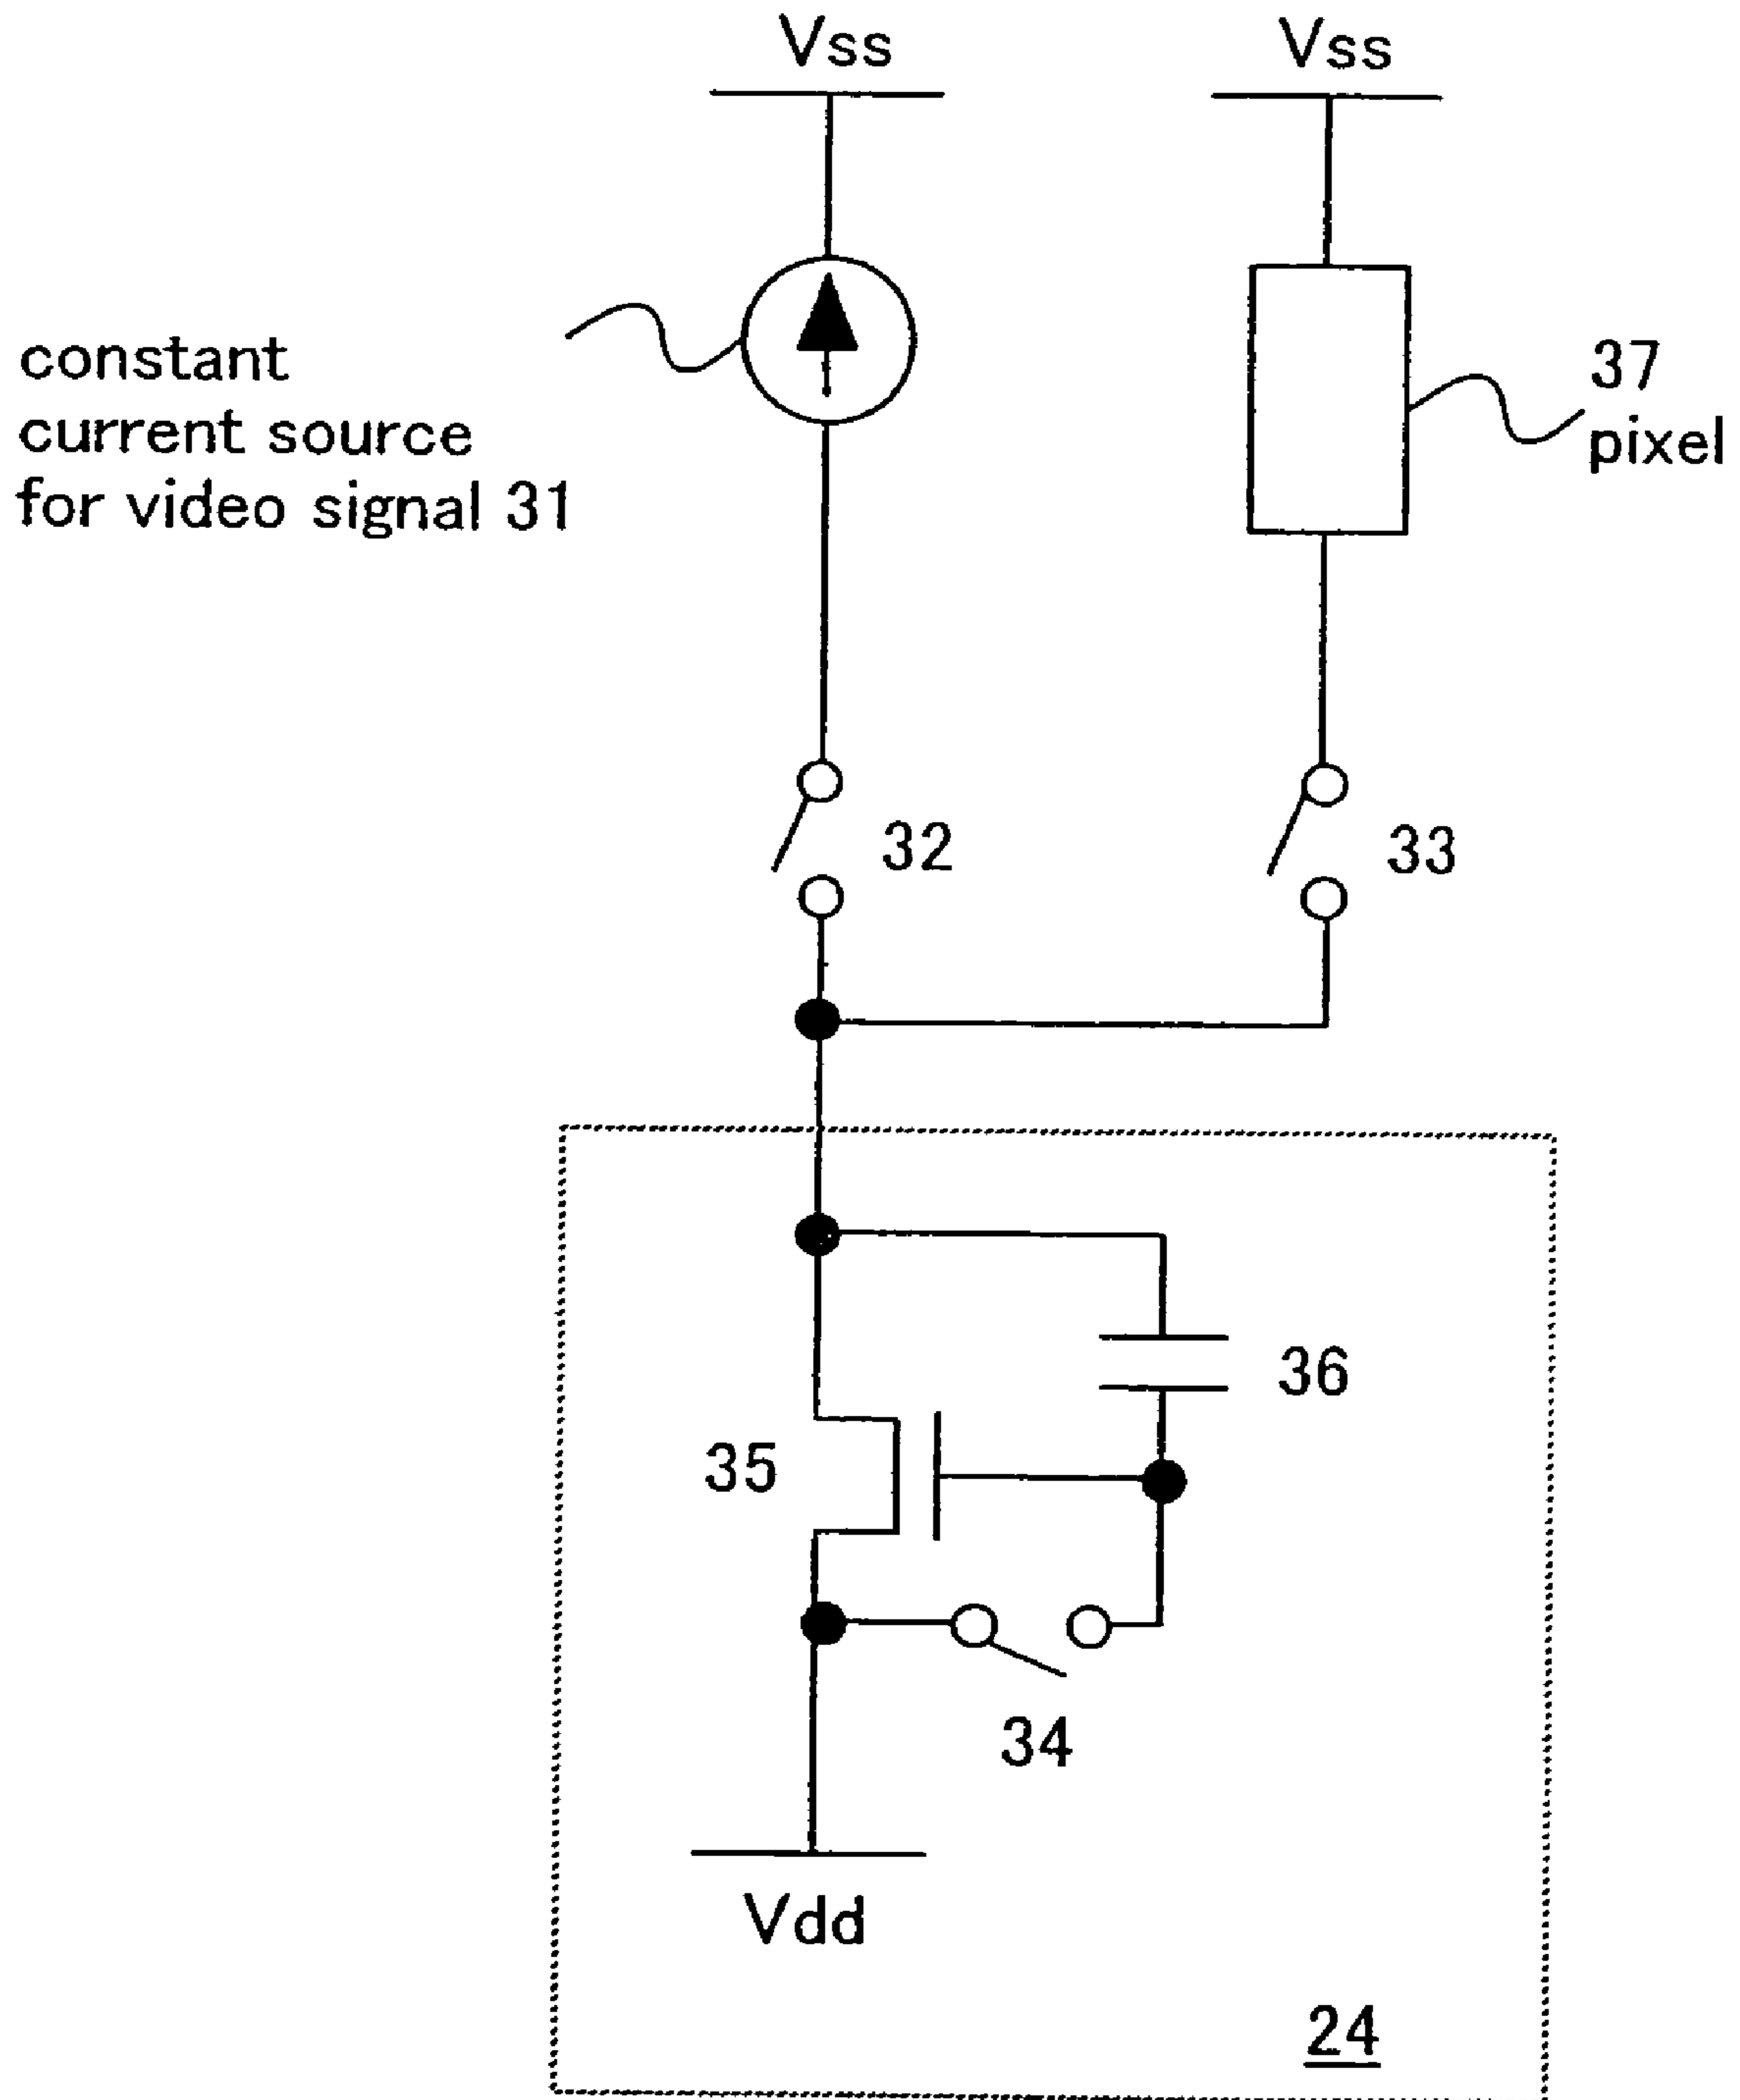 Vss
Vss
constant
current source
for video signal 31
37
pixel
32
33
36
35
34
Vdd
24